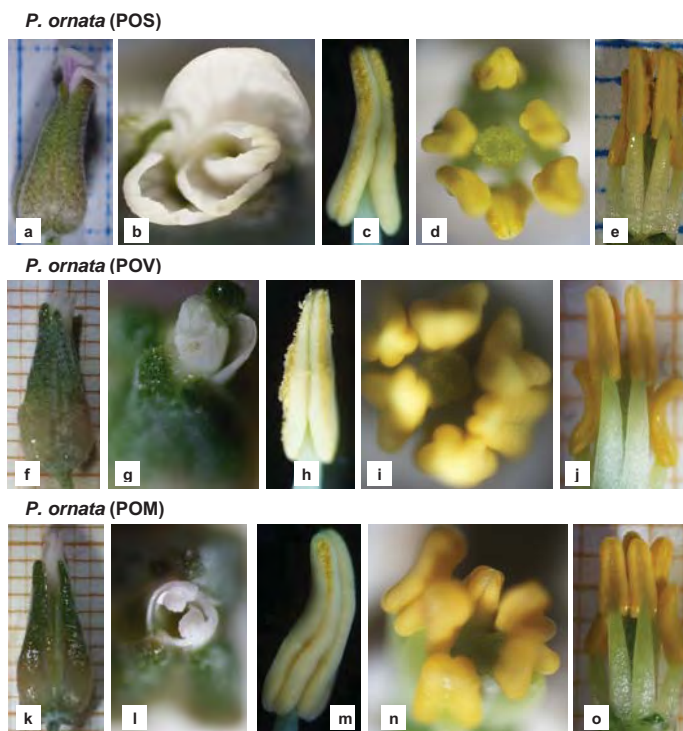 P. ornata (POS)
a b c d e
P. ornata (POV)
f g h i j
P. ornata (POM)
k l m n o